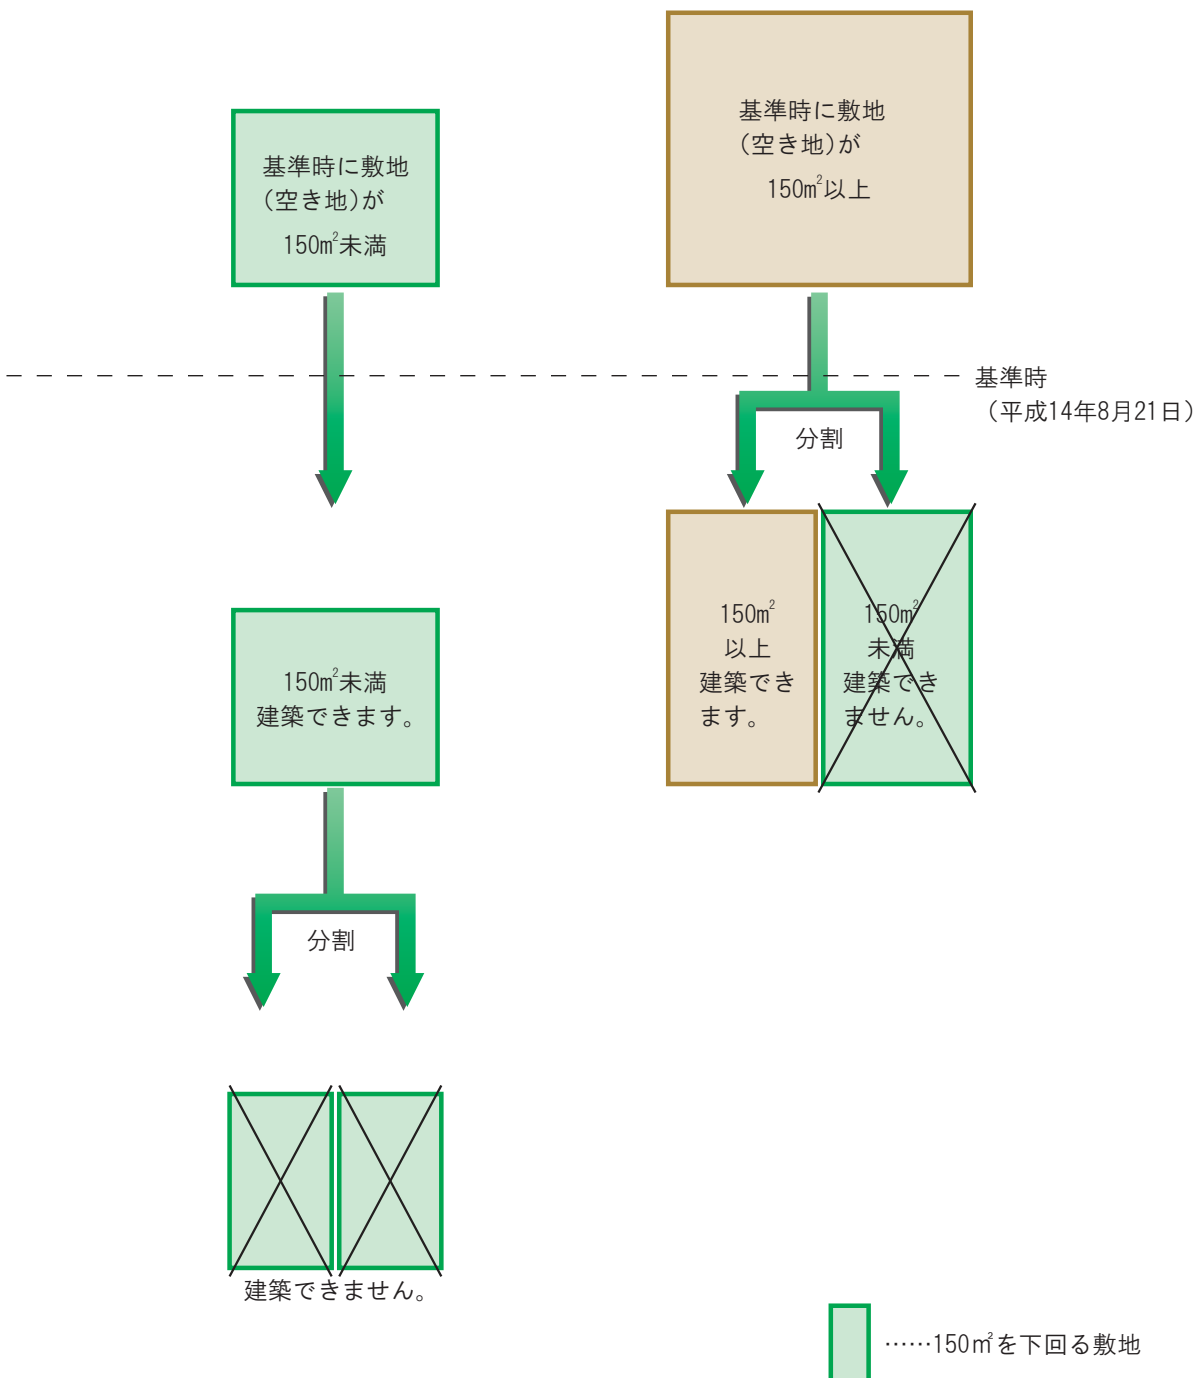 基準時に敷地
(空き地)が
150m²未満
基準時に敷地
(空き地)が
150m²以上
基準時
(平成14年8月21日)
分割
150m²
以上
建築でき
ます。
150m²
未満
建築でき
ません。
150m²未満
建築できます。
分割
建築できません。
……150㎡を下回る敷地